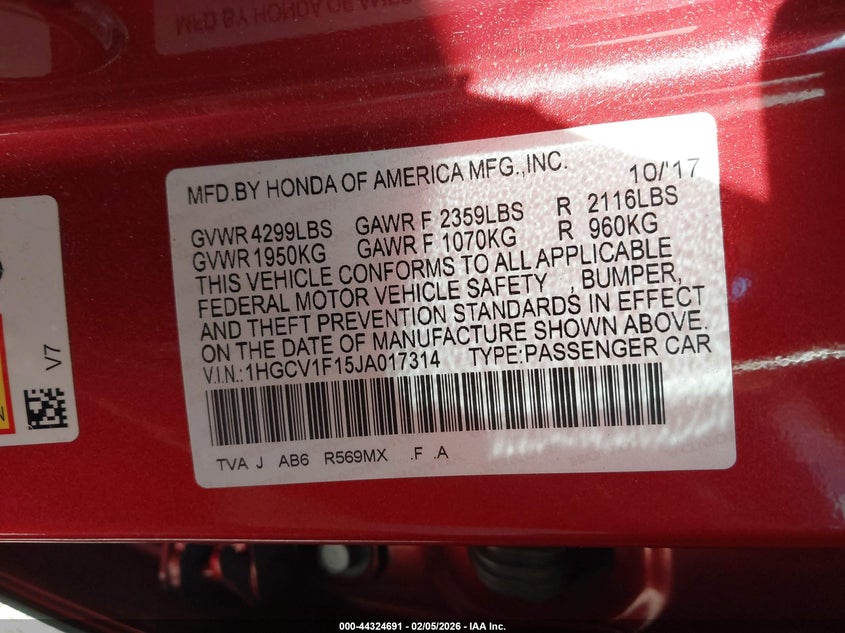 MFD.BY HONDA OF AMERICA MFG.,INC. 10/'17
GVWR 4299LBS GAWR F 2359LBS R 2116LBS
GVWR 1950KG GAWR F 1070KG R 960KG
THIS VEHICLE CONFORMS TO ALL APPLICABLE
FEDERAL MOTOR VEHICLE SAFETY , BUMPER,
AND THEFT PREVENTION STANDARDS IN EFFECT
ON THE DATE OF MANUFACTURE SHOWN ABOVE.
V.I.N.:1HGCV1F15JA017314 TYPE:PASSENGER CAR
TVA J AB6 R569MX .F .A
V7
000-44324691 - 02/05/2026 - IAA Inc.